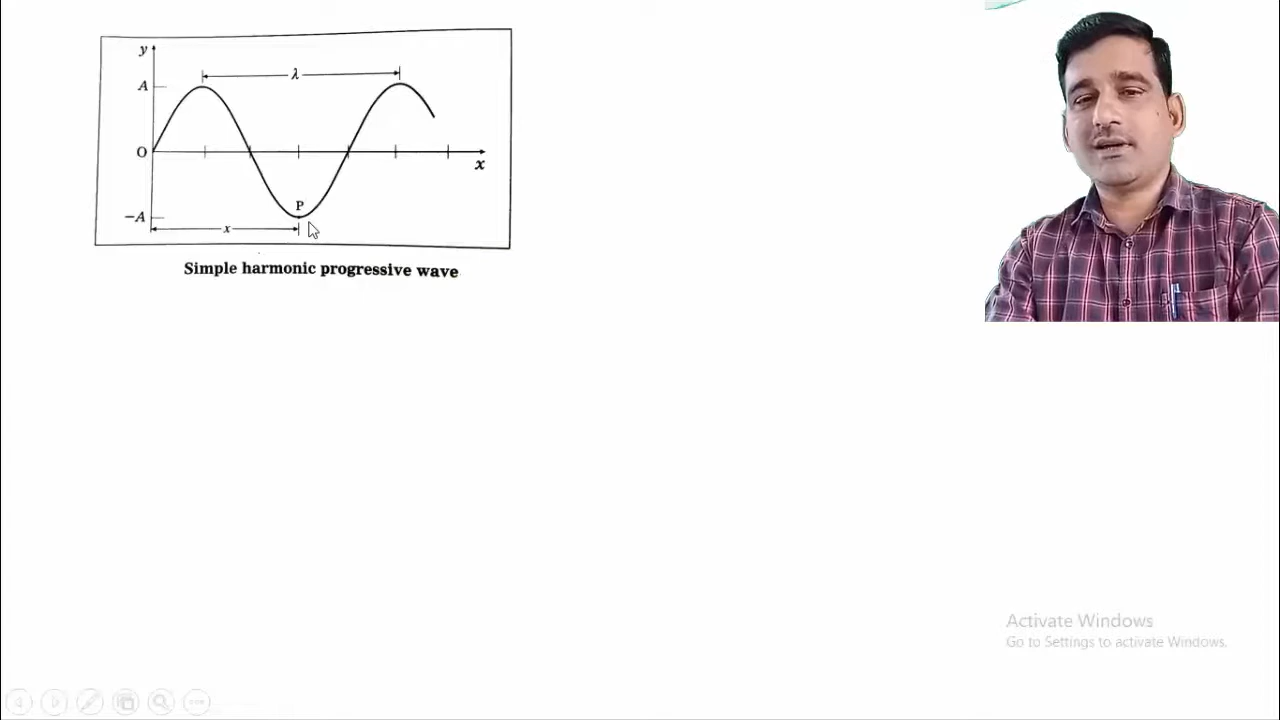 y
λ
A
O
x
P
−A
x
Simple harmonic progressive wave
Activate Windows
Go to Settings to activate Windows.